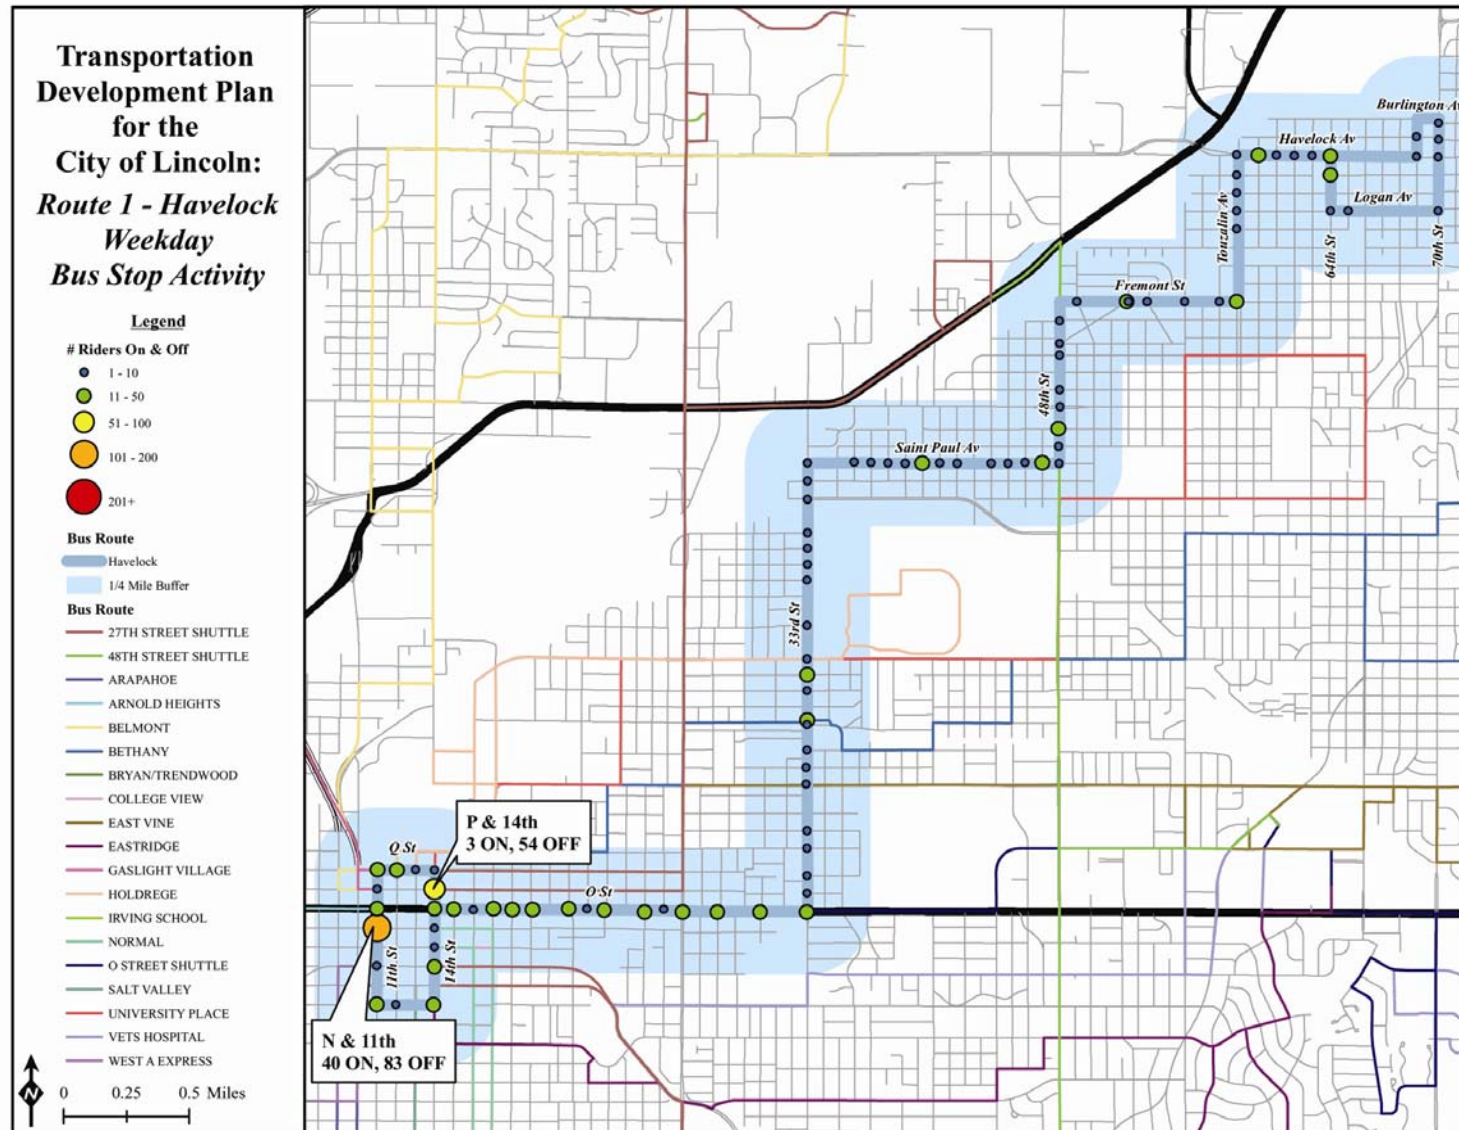 Transportation
Development Plan
for the
City of Lincoln:
Route 1 - Havelock
Weekday
Bus Stop Activity
Legend
# Riders On & Off
1 - 10
11 - 50
51 - 100
101 - 200
201+
Bus Route
Havelock
1/4 Mile Buffer
Bus Route
27TH STREET SHUTTLE
48TH STREET SHUTTLE
ARAPAHOE
ARNOLD HEIGHTS
BELMONT
BETHANY
BRYAN/TRENDWOOD
COLLEGE VIEW
EAST VINE
EASTRIDGE
GASLIGHT VILLAGE
HOLDREGE
IRVING SCHOOL
NORMAL
O STREET SHUTTLE
SALT VALLEY
UNIVERSITY PLACE
VETS HOSPITAL
WEST A EXPRESS
N
0 0.25 0.5 Miles
Burlington Av
Havelock Av
Logan Av
Touzalin Av
64th St
70th St
Fremont St
48th St
Saint Paul Av
33rd St
P & 14th
3 ON, 54 OFF
Q St
O St
11th St
14th St
N & 11th
40 ON, 83 OFF